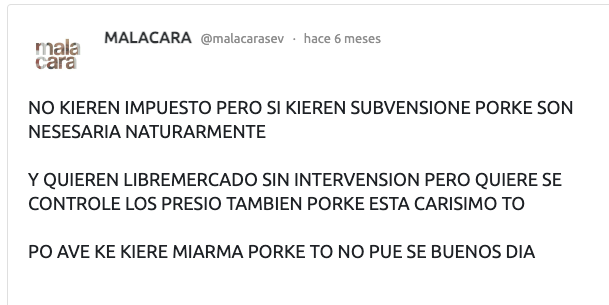 mala
cara
MALACARA @malacarasev · hace 6 meses
NO KIEREN IMPUESTO PERO SI KIEREN SUBVENSIONE PORKE SON
NESESARIA NATURARMENTE
Y QUIEREN LIBREMERCADO SIN INTERVENSION PERO QUIERE SE
CONTROLE LOS PRESIO TAMBIEN PORKE ESTA CARISIMO TO
PO AVE KE KIERE MIARMA PORKE TO NO PUE SE BUENOS DIA